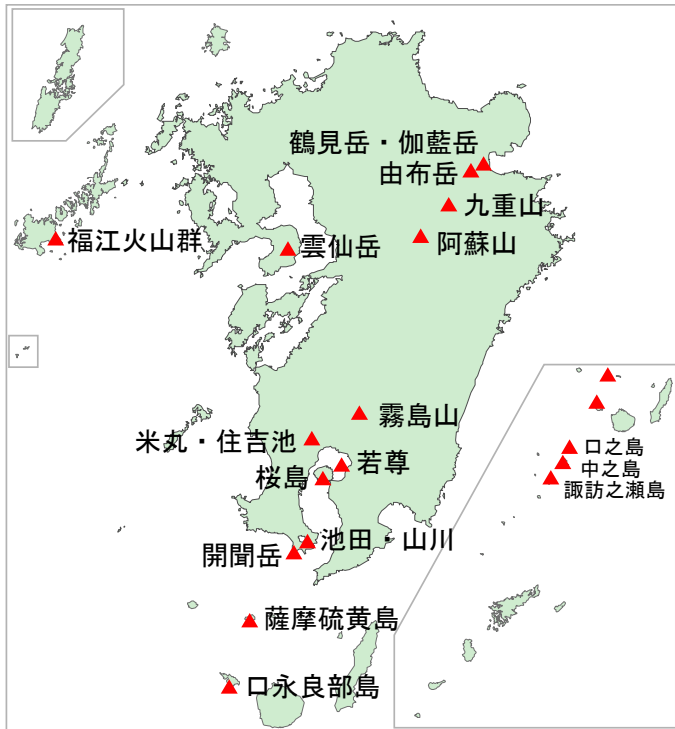 鶴見岳・伽藍岳
由布岳
九重山
福江火山群
雲仙岳
阿蘇山
霧島山
米丸・住吉池
若尊
桜島
口之島
中之島
諏訪之瀬島
池田・山川
開聞岳
薩摩硫黄島
口永良部島